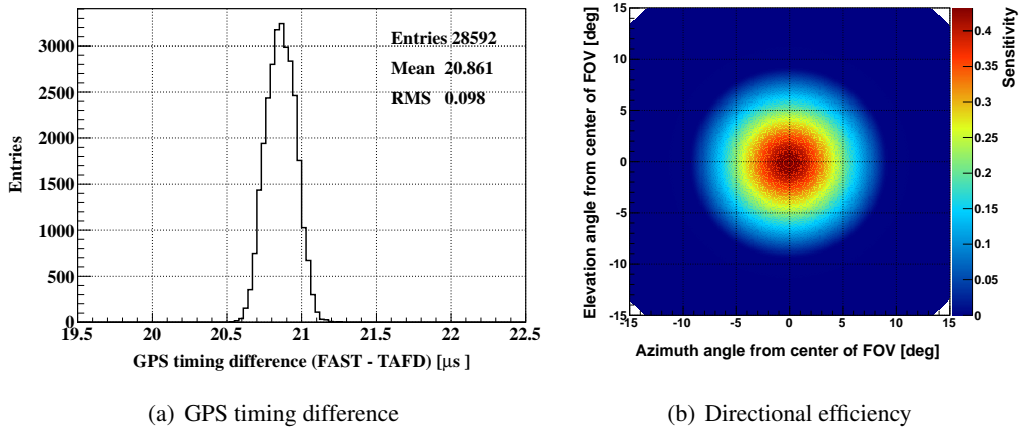 Entries 28592
Mean 20.861
RMS 0.098
Entries
3000
2500
2000
1500
1000
500
0
19.5 20 20.5 21 21.5 22 22.5
GPS timing difference (FAST - TAFD) [μs ]
(a) GPS timing difference
Elevation angle from center of FOV [deg]
15
10
5
0
-5
-10
-15
-15 -10 -5 0 5 10 15
Azimuth angle from center of FOV [deg]
Sensitivity
0.4
0.35
0.3
0.25
0.2
0.15
0.1
0.05
0
(b) Directional efficiency